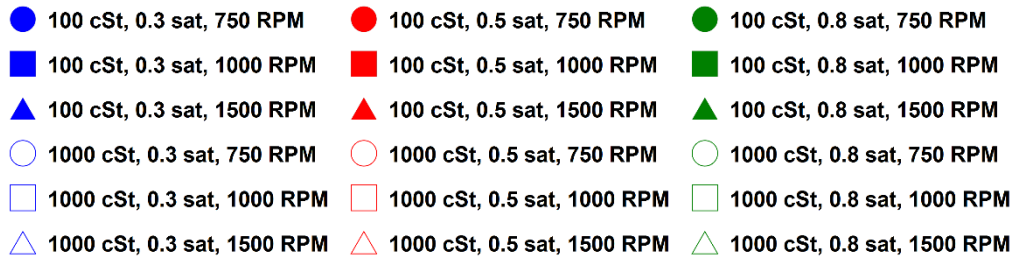 100 cSt, 0.3 sat, 750 RPM
100 cSt, 0.5 sat, 750 RPM
100 cSt, 0.8 sat, 750 RPM
100 cSt, 0.3 sat, 1000 RPM
100 cSt, 0.5 sat, 1000 RPM
100 cSt, 0.8 sat, 1000 RPM
100 cSt, 0.3 sat, 1500 RPM
100 cSt, 0.5 sat, 1500 RPM
100 cSt, 0.8 sat, 1500 RPM
1000 cSt, 0.3 sat, 750 RPM
1000 cSt, 0.5 sat, 750 RPM
1000 cSt, 0.8 sat, 750 RPM
1000 cSt, 0.3 sat, 1000 RPM
1000 cSt, 0.5 sat, 1000 RPM
1000 cSt, 0.8 sat, 1000 RPM
1000 cSt, 0.3 sat, 1500 RPM
1000 cSt, 0.5 sat, 1500 RPM
1000 cSt, 0.8 sat, 1500 RPM